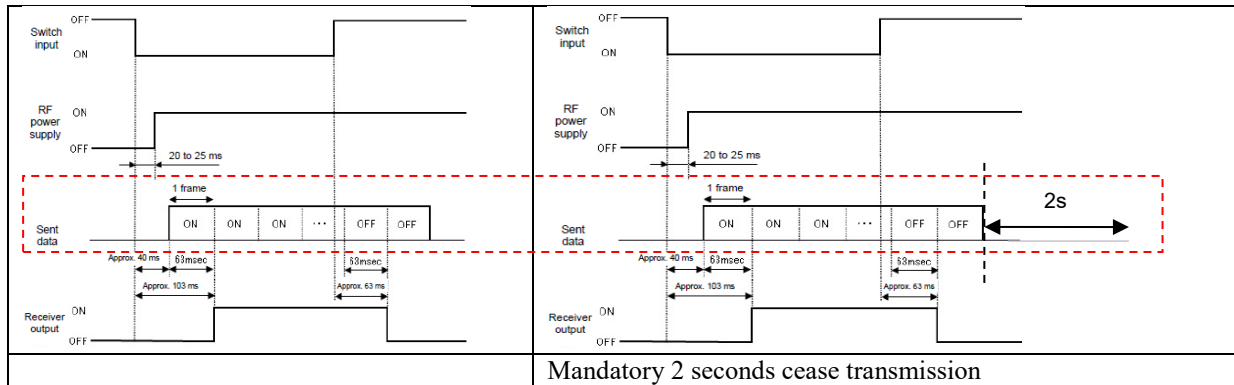 OFF
Switch
input
ON
RF
power
supply
ON
OFF
20 to 25 ms
1 frame
Sent
data
ON ON ON ··· OFF OFF
Approx. 40 ms 63msec 63msec
Approx. 103 ms Approx. 63 ms
Receiver
output
ON
OFF
OFF
Switch
input
ON
RF
power
supply
ON
OFF
20 to 25 ms
1 frame
2s
Sent
data
ON ON ON ··· OFF OFF
Approx. 40 ms 63msec 63msec
Approx. 103 ms Approx. 63 ms
Receiver
output
ON
OFF
Mandatory 2 seconds cease transmission